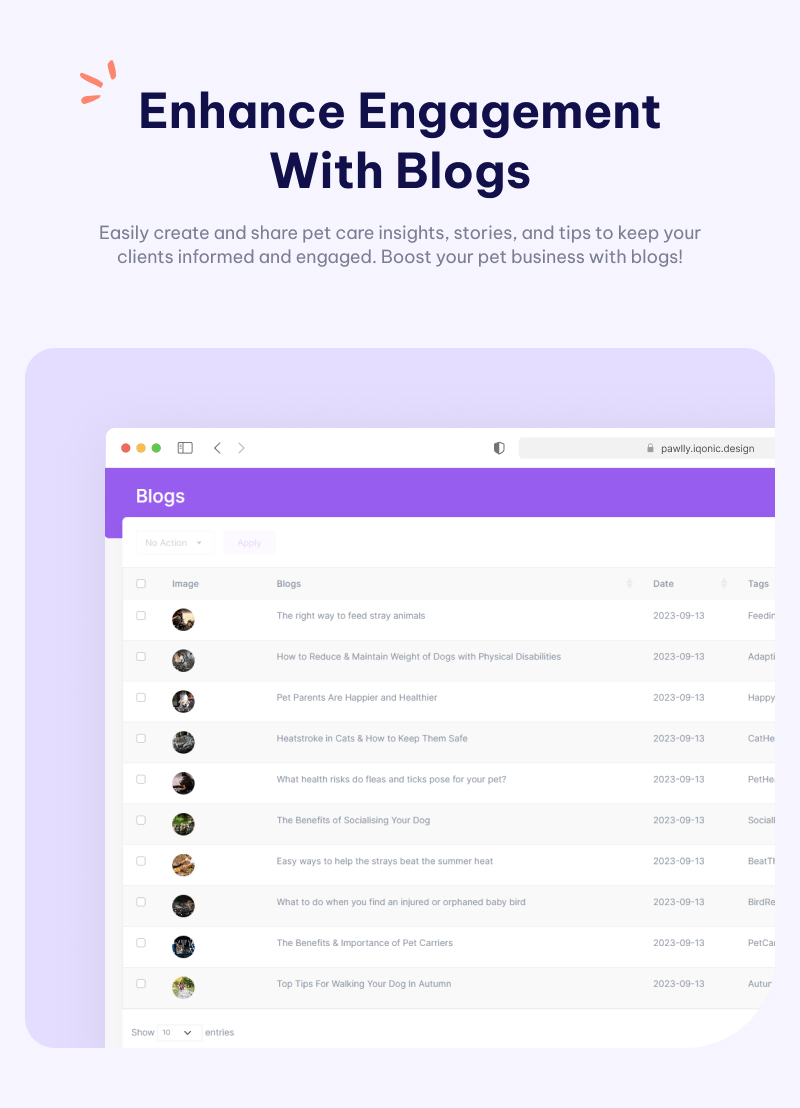 Enhance Engagement
With Blogs
Easily create and share pet care insights, stories, and tips to keep your
clients informed and engaged. Boost your pet business with blogs!
pawlly.iqonic.design
Blogs
No Action Apply
Image Blogs Date Tags
The right way to feed stray animals 2023-09-13 Feedin
How to Reduce & Maintain Weight of Dogs with Physical Disabilities 2023-09-13 Adapti
Pet Parents Are Happier and Healthier 2023-09-13 Happy
Heatstroke in Cats & How to Keep Them Safe 2023-09-13 CatHe
What health risks do fleas and ticks pose for your pet? 2023-09-13 PetHe
The Benefits of Socialising Your Dog 2023-09-13 Sociali
Easy ways to help the strays beat the summer heat 2023-09-13 BeatTh
What to do when you find an injured or orphaned baby bird 2023-09-13 BirdRe
The Benefits & Importance of Pet Carriers 2023-09-13 PetCar
Top Tips For Walking Your Dog In Autumn 2023-09-13 Autum
Show 10 entries